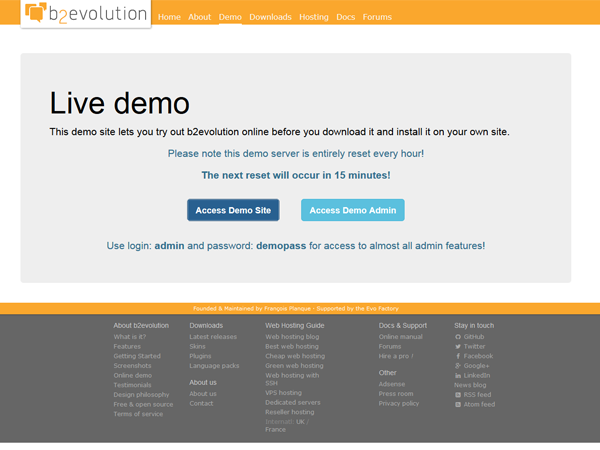 b2evolution
Home About Demo Downloads Hosting Docs Forums
Live demo
This demo site lets you try out b2evolution online before you download it and install it on your own site.
Please note this demo server is entirely reset every hour!
The next reset will occur in 15 minutes!
Access Demo Site Access Demo Admin
Use login: admin and password: demopass for access to almost all admin features!
Founded & Maintained by François Planque - Supported by the Evo Factory
About b2evolution
What is it?
Features
Getting Started
Screenshots
Online demo
Testimonials
Design philosophy
Free & open source
Terms of service
Downloads
Latest releases
Skins
Plugins
Language packs
About us
About us
Contact
Web Hosting Guide
Web hosting blog
Best web hosting
Cheap web hosting
Green web hosting
Web hosting with
SSH
VPS hosting
Dedicated servers
Reseller hosting
Internatl: UK /
France
Docs & Support
Online manual
Forums
Hire a pro !
Other
Adsense
Press room
Privacy policy
Stay in touch
GitHub
Twitter
Facebook
Google+
LinkedIn
News blog
RSS feed
Atom feed